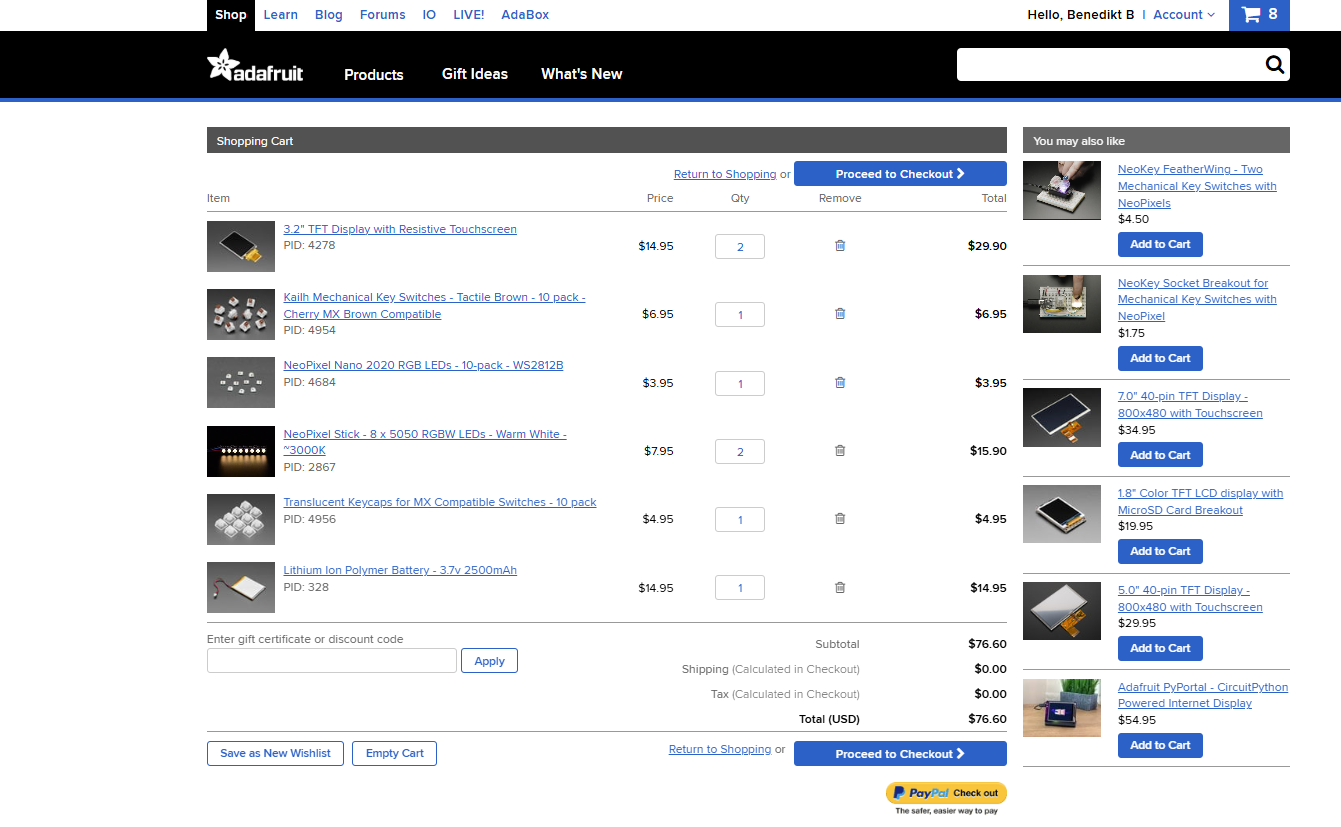 Shop Learn Blog Forums IO LIVE! AdaBox
Hello, Benedikt B | Account 8
adafruit Products Gift Ideas What's New
Shopping Cart
Return to Shopping or Proceed to Checkout
Item Price Qty Remove Total
3.2" TFT Display with Resistive Touchscreen
PID: 4278
$14.95 2 $29.90
Kailh Mechanical Key Switches - Tactile Brown - 10 pack -
Cherry MX Brown Compatible
PID: 4954
$6.95 1 $6.95
NeoPixel Nano 2020 RGB LEDs - 10-pack - WS2812B
PID: 4684
$3.95 1 $3.95
NeoPixel Stick - 8 x 5050 RGBW LEDs - Warm White -
~3000K
PID: 2867
$7.95 2 $15.90
Translucent Keycaps for MX Compatible Switches - 10 pack
PID: 4956
$4.95 1 $4.95
Lithium Ion Polymer Battery - 3.7v 2500mAh
PID: 328
$14.95 1 $14.95
Enter gift certificate or discount code
Apply
Subtotal $76.60
Shipping (Calculated in Checkout) $0.00
Tax (Calculated in Checkout) $0.00
Total (USD) $76.60
Save as New Wishlist Empty Cart
Return to Shopping or Proceed to Checkout
PayPal Check out
The safer, easier way to pay
You may also like
NeoKey FeatherWing - Two
Mechanical Key Switches with
NeoPixels
$4.50
Add to Cart
NeoKey Socket Breakout for
Mechanical Key Switches with
NeoPixel
$1.75
Add to Cart
7.0" 40-pin TFT Display -
800x480 with Touchscreen
$34.95
Add to Cart
1.8" Color TFT LCD display with
MicroSD Card Breakout
$19.95
Add to Cart
5.0" 40-pin TFT Display -
800x480 with Touchscreen
$29.95
Add to Cart
Adafruit PyPortal - CircuitPython
Powered Internet Display
$54.95
Add to Cart